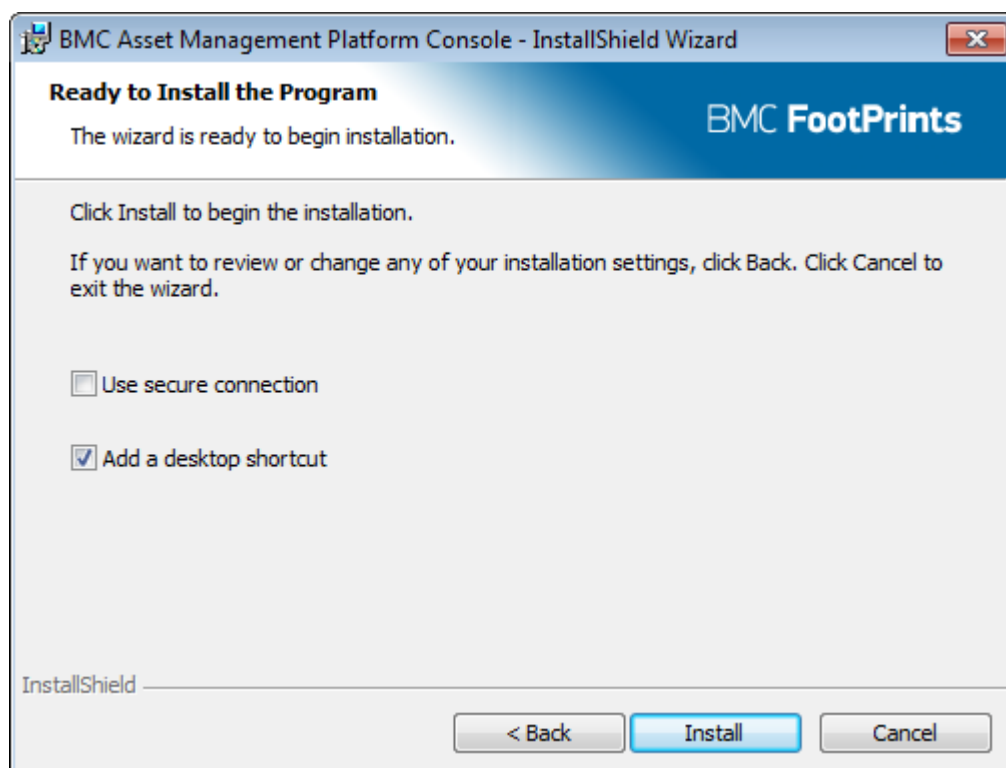 BMC Asset Management Platform Console - InstallShield Wizard
Ready to Install the Program
The wizard is ready to begin installation.
BMC FootPrints
Click Install to begin the installation.
If you want to review or change any of your installation settings, click Back. Click Cancel to
exit the wizard.
Use secure connection
Add a desktop shortcut
InstallShield
< Back
Install
Cancel